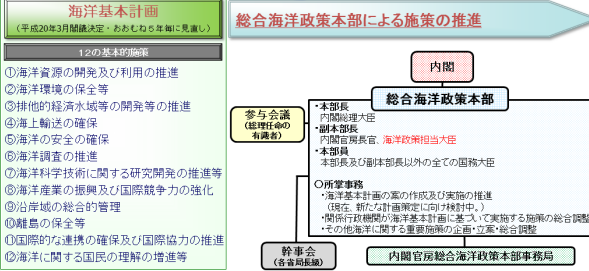 海洋基本計画
(平成20年3月閣議決定・おおむね5年毎に見直し)
12の基本的施策
①海洋資源の開発及び利用の推進
②海洋環境の保全等
③排他的経済水域等の開発等の推進
④海上輸送の確保
⑤海洋の安全の確保
⑥海洋調査の推進
⑦海洋科学技術に関する研究開発の推進等
⑧海洋産業の振興及び国際競争力の強化
⑨沿岸域の総合的管理
⑩離島の保全等
⑪国際的な連携の確保及び国際協力の推進
⑫海洋に関する国民の理解の増進等
総合海洋政策本部による施策の推進
内閣
総合海洋政策本部
参与会議
(総理任命の
有識者)
・本部長
内閣総理大臣
・副本部長
内閣官房長官、海洋政策担当大臣
・本部員
本部長及び副本部長以外の全ての国務大臣
○所掌事務
・海洋基本計画の案の作成及び実施の推進
(現在、新たな計画策定に向け検討中。)
・関係行政機関が海洋基本計画に基づいて実施する施策の総合調整
・その他海洋に関する重要施策の企画・立案・総合調整
幹事会
(各省局長級)
内閣官房総合海洋政策本部事務局